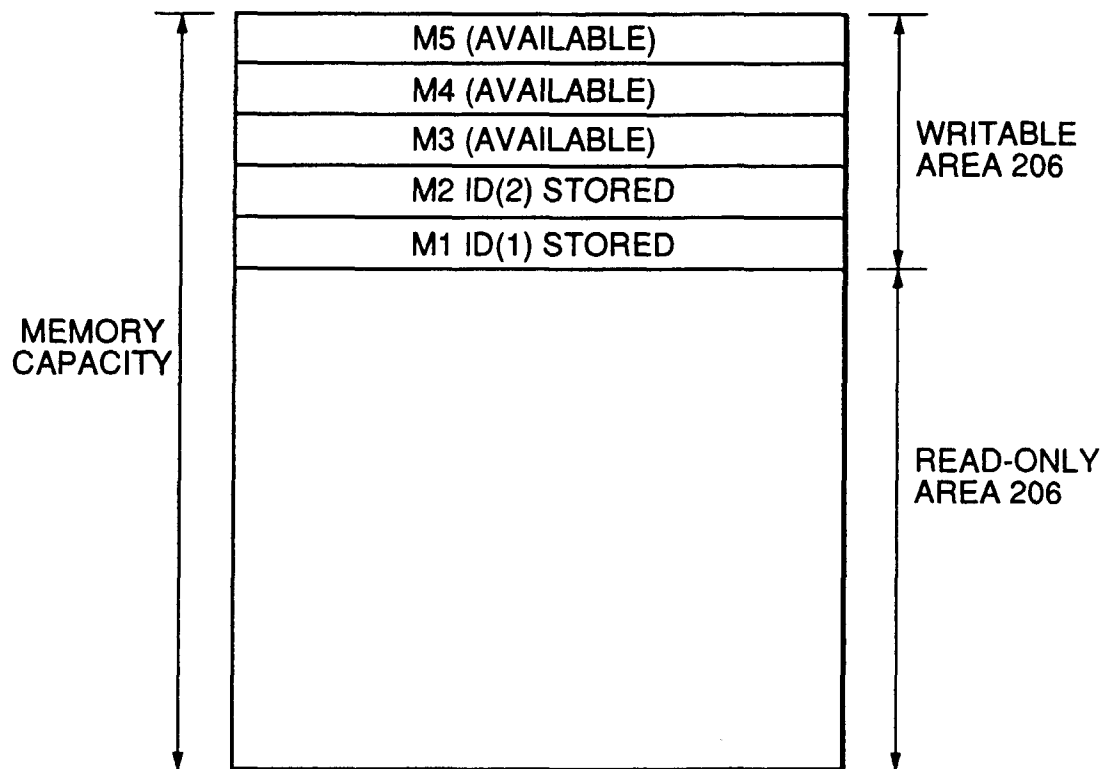 M5 (AVAILABLE)
M4 (AVAILABLE)
M3 (AVAILABLE)
M2 ID(2) STORED
M1 ID(1) STORED
WRITABLE
AREA 206
MEMORY
CAPACITY
READ-ONLY
AREA 206